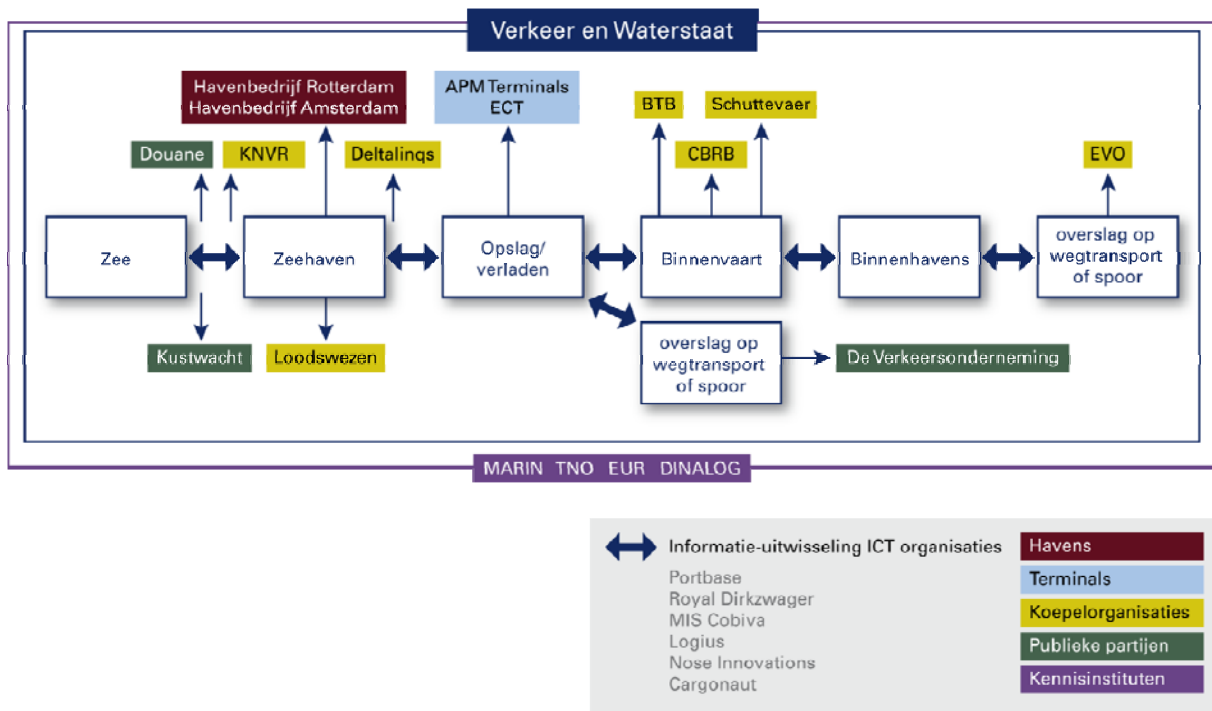 Verkeer en Waterstaat
Havenbedrijf Rotterdam
Havenbedrijf Amsterdam
APM Terminals
ECT
BTB
Schuttevaer
Douane
KNVR
Deltalinqs
CBRB
EVO
Zee
Zeehaven
Opslag/
verladen
Binnenvaart
Binnenhavens
overslag op
wegtransport
of spoor
Kustwacht
Loodswezen
overslag op
wegtransport
of spoor
De Verkeersonderneming
MARIN TNO EUR DINALOG
Informatie-uitwisseling ICT organisaties
Portbase
Royal Dirkzwager
MIS Cobiva
Logius
Nose Innovations
Cargonaut
Havens
Terminals
Koepelorganisaties
Publieke partijen
Kennisinstituten